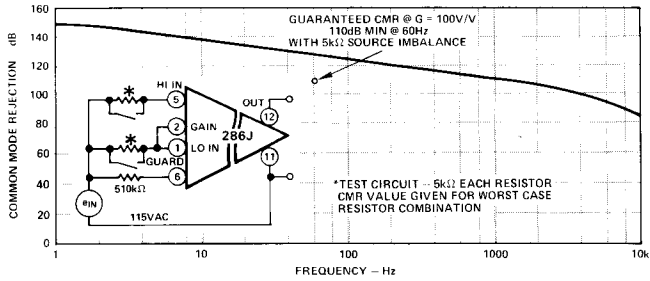 COMMON MODE REJECTION dB
160
140
120
100
80
60
40
20
0
GUARANTEED CMR @ G = 100V/V
110dB MIN @ 60Hz
WITH 5kΩ SOURCE IMBALANCE
*
HI IN
5
2
GAIN
*
1
LO IN
GUARD
510kΩ
6
286J
OUT
12
11
eIN
115VAC
*TEST CIRCUIT – 5kΩ EACH RESISTOR
CMR VALUE GIVEN FOR WORST CASE
RESISTOR COMBINATION
1
10
100
1000
10k
FREQUENCY – Hz